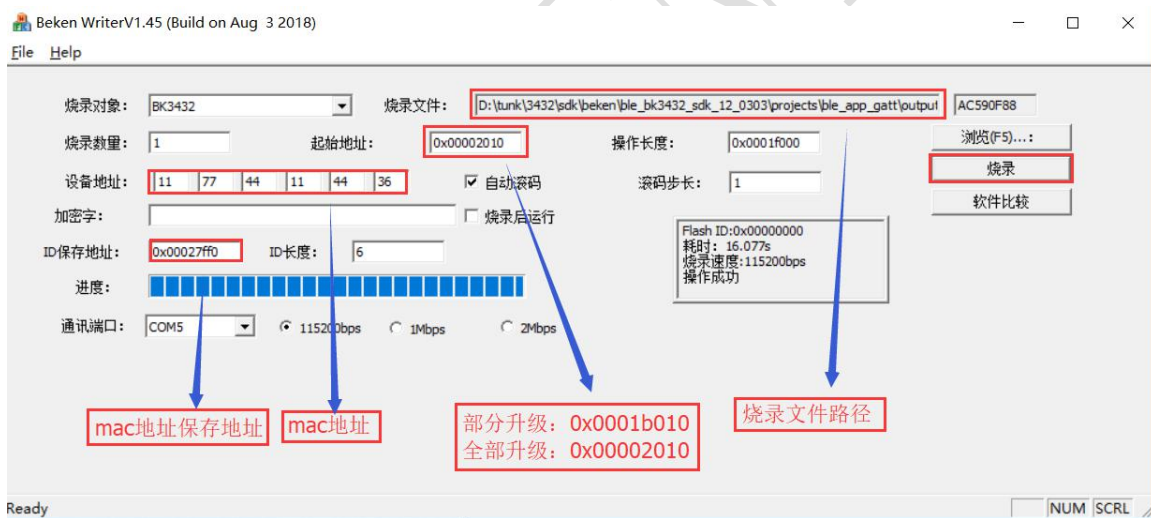 Beken WriterV1.45 (Build on Aug 3 2018)
File Help
烧录对象: BK3432 烧录文件: D:\tunk\3432\sdk\beken\ble_bk3432_sdk_12_0303\projects\ble_app_gatt\output AC590F88
烧录数量: 1 起始地址: 0x00002010 操作长度: 0x0001f000 浏览(F5)...:
设备地址: 11 77 44 11 44 36 自动滚码 滚码步长: 1 烧录
加密字: 烧录后运行 软件比较
ID保存地址: 0x00027ff0 ID长度: 6
Flash ID:0x00000000
耗时: 16.077s
烧录速度:115200bps
操作成功
进度:
通讯端口: COM5 115200bps 1Mbps 2Mbps
mac地址保存地址 mac地址
部分升级: 0x0001b010
全部升级: 0x00002010
烧录文件路径
Ready NUM SCRL